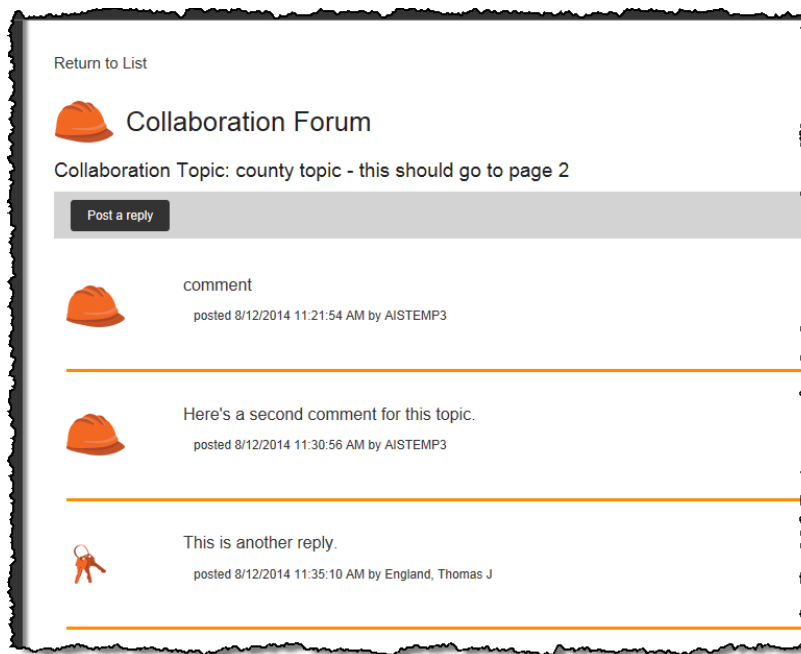 Return to List
Collaboration Forum
Collaboration Topic: county topic - this should go to page 2
Post a reply
comment
posted 8/12/2014 11:21:54 AM by AISTEMP3
Here's a second comment for this topic.
posted 8/12/2014 11:30:56 AM by AISTEMP3
This is another reply.
posted 8/12/2014 11:35:10 AM by England, Thomas J